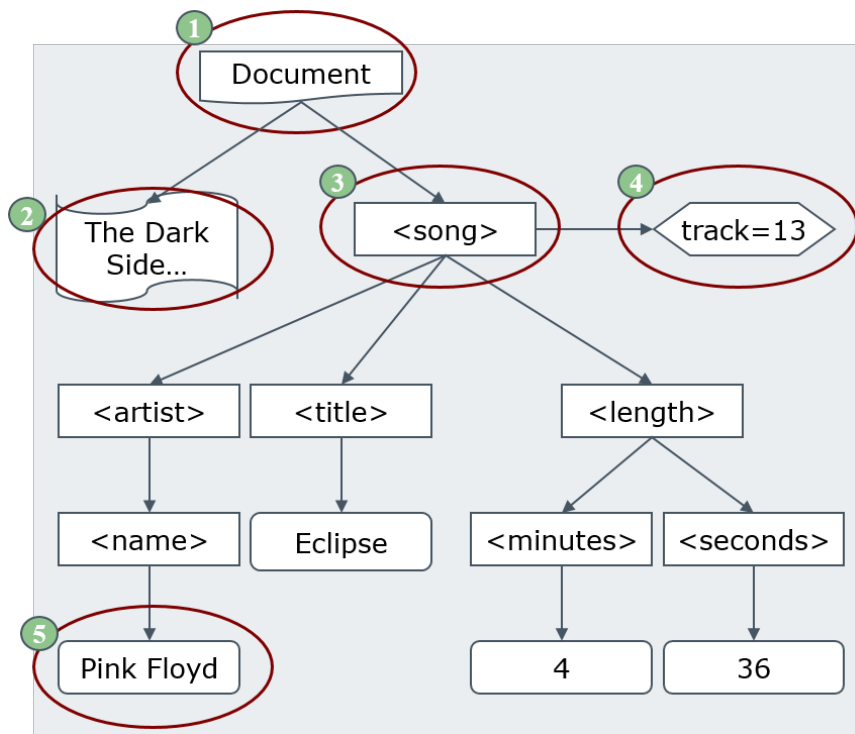 1
Document
2
The Dark
Side...
3
<song>
4
track=13
<artist>
<title>
<length>
<name>
Eclipse
<minutes>
<seconds>
5
Pink Floyd
4
36